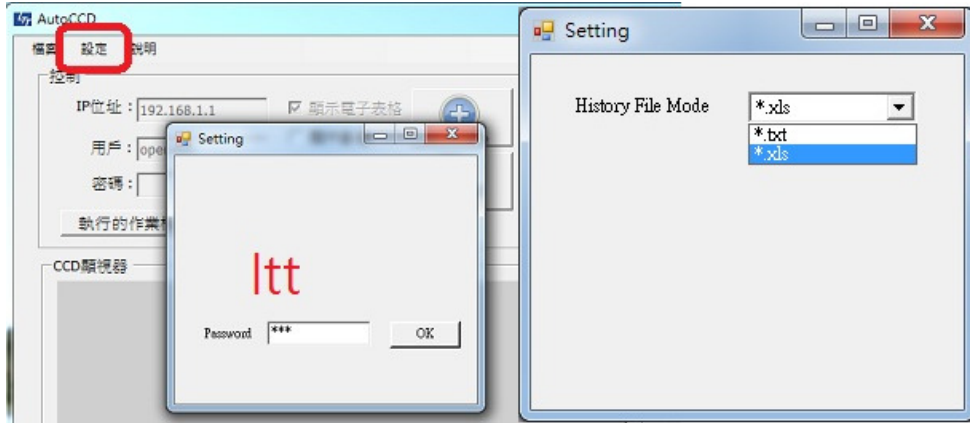 AutoCCD
檔案 設定 說明
控制
IP位址：192.168.1.1
顯示電子表格
用戶：ope
密碼：
執行的作業
CCD顯視器
Setting
ltt
Password *** OK
Setting
History File Mode *.xls
*.txt
*.xls